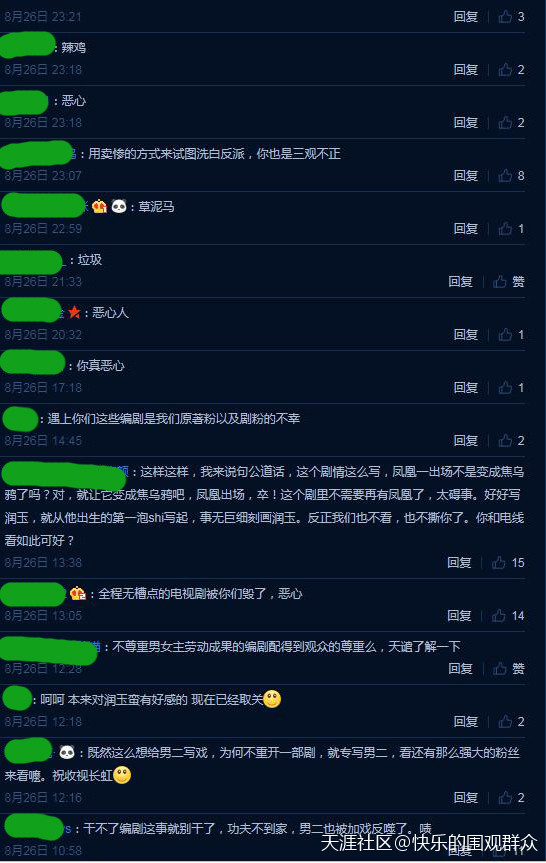 8月26日 23:21 回复 3
：辣鸡
8月26日 23:18 回复 2
：恶心
8月26日 23:18 回复 2
：用卖惨的方式来试图洗白反派，你也是三观不正
8月26日 23:07 回复 8
：草泥马
8月26日 22:59 回复 1
：垃圾
8月26日 21:33 回复 赞
：恶心人
8月26日 20:32 回复 1
：你真恶心
8月26日 17:18 回复 1
：遇上你们这些编剧是我们原著粉以及剧粉的不幸
8月26日 14:45 回复 2
：这样这样，我来说句公道话，这个剧情这么写，凤凰一出场不是变成焦乌
鸦了吗？对，就让它变成焦乌鸦吧，凤凰出场，卒！这个剧里不需要再有凤凰了，太碍事。好好写
润玉，就从他出生的第一泡shi写起，事无巨细刻画润玉。反正我们也不看，也不撕你了。你和电线
看如此可好？
8月26日 13:38 回复 15
：全程无槽点的电视剧被你们毁了，恶心
8月26日 13:05 回复 14
：不尊重男女主劳动成果的编剧配得到观众的尊重么，天谴了解一下
8月26日 12:28 回复 赞
：呵呵 本来对润玉蛮有好感的 现在已经取关
8月26日 12:18 回复 2
：既然这么想给男二写戏，为何不重开一部剧，就专写男二，看还有那么强大的粉丝
来看嚒。祝收视长虹
8月26日 12:16 回复 2
s：干不了编剧这事就别干了，功夫不到家，男二也被加戏反噬了。啧
8月26日 10:58 回复 11
天涯社区@快乐的围观群众